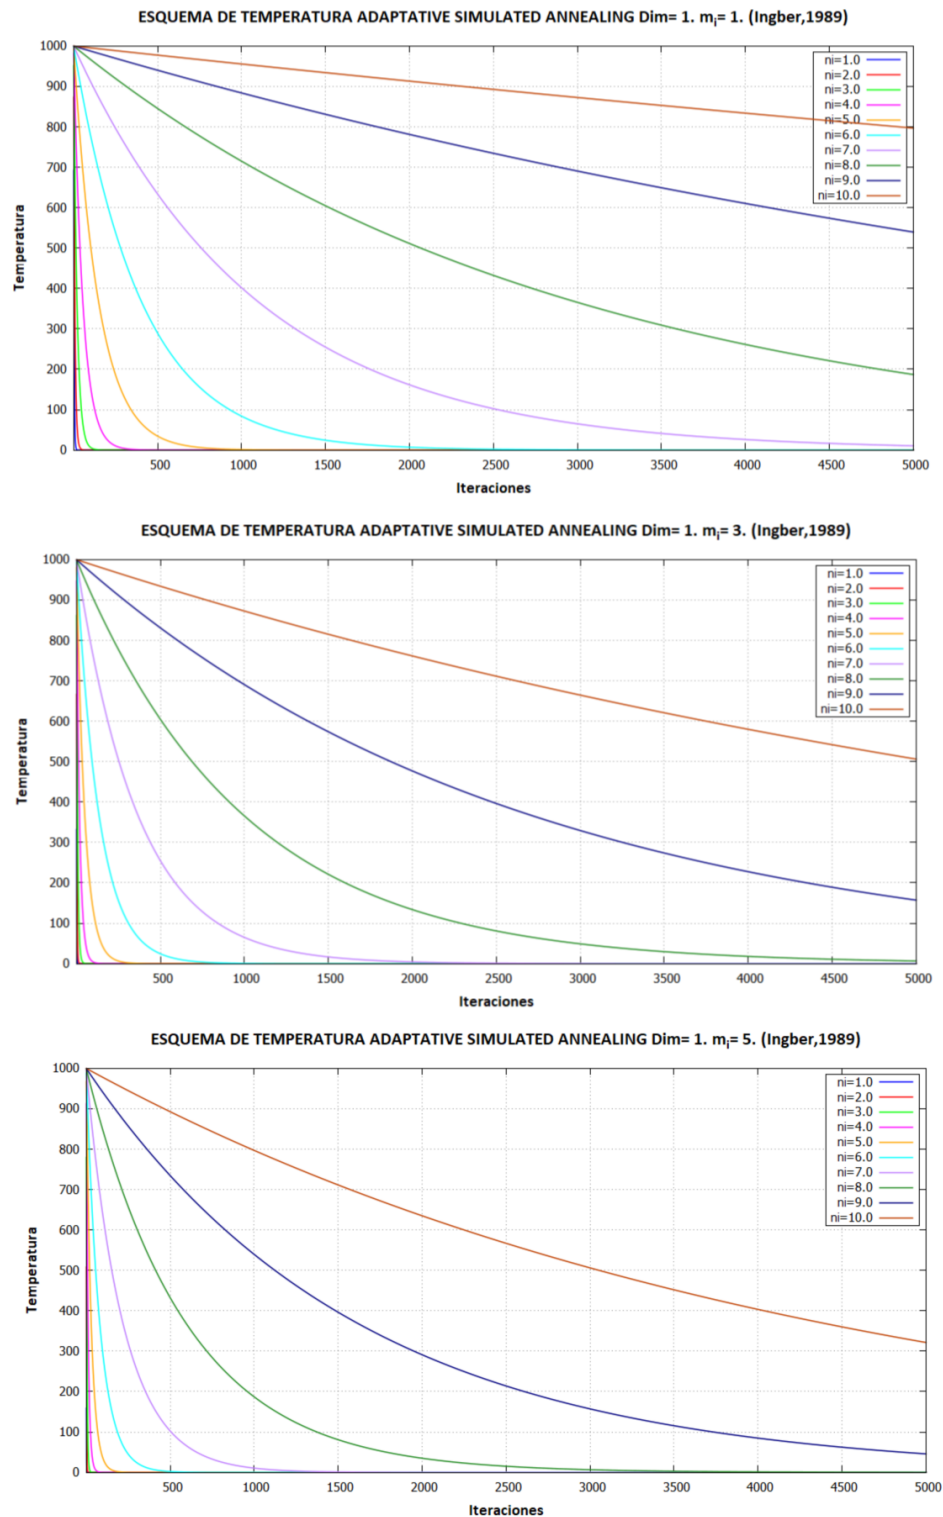 ESQUEMA DE TEMPERATURA ADAPTATIVE SIMULATED ANNEALING Dim= 1. mi= 1. (Ingber,1989)
1000
900
800
700
600
500
400
300
200
100
0
Temperatura
ni=1.0
ni=2.0
ni=3.0
ni=4.0
ni=5.0
ni=6.0
ni=7.0
ni=8.0
ni=9.0
ni=10.0
500 1000 1500 2000 2500 3000 3500 4000 4500 5000
Iteraciones
ESQUEMA DE TEMPERATURA ADAPTATIVE SIMULATED ANNEALING Dim= 1. mi= 3. (Ingber,1989)
1000
900
800
700
600
500
400
300
200
100
0
Temperatura
ni=1.0
ni=2.0
ni=3.0
ni=4.0
ni=5.0
ni=6.0
ni=7.0
ni=8.0
ni=9.0
ni=10.0
500 1000 1500 2000 2500 3000 3500 4000 4500 5000
Iteraciones
ESQUEMA DE TEMPERATURA ADAPTATIVE SIMULATED ANNEALING Dim= 1. mi= 5. (Ingber,1989)
1000
900
800
700
600
500
400
300
200
100
0
Temperatura
ni=1.0
ni=2.0
ni=3.0
ni=4.0
ni=5.0
ni=6.0
ni=7.0
ni=8.0
ni=9.0
ni=10.0
500 1000 1500 2000 2500 3000 3500 4000 4500 5000
Iteraciones